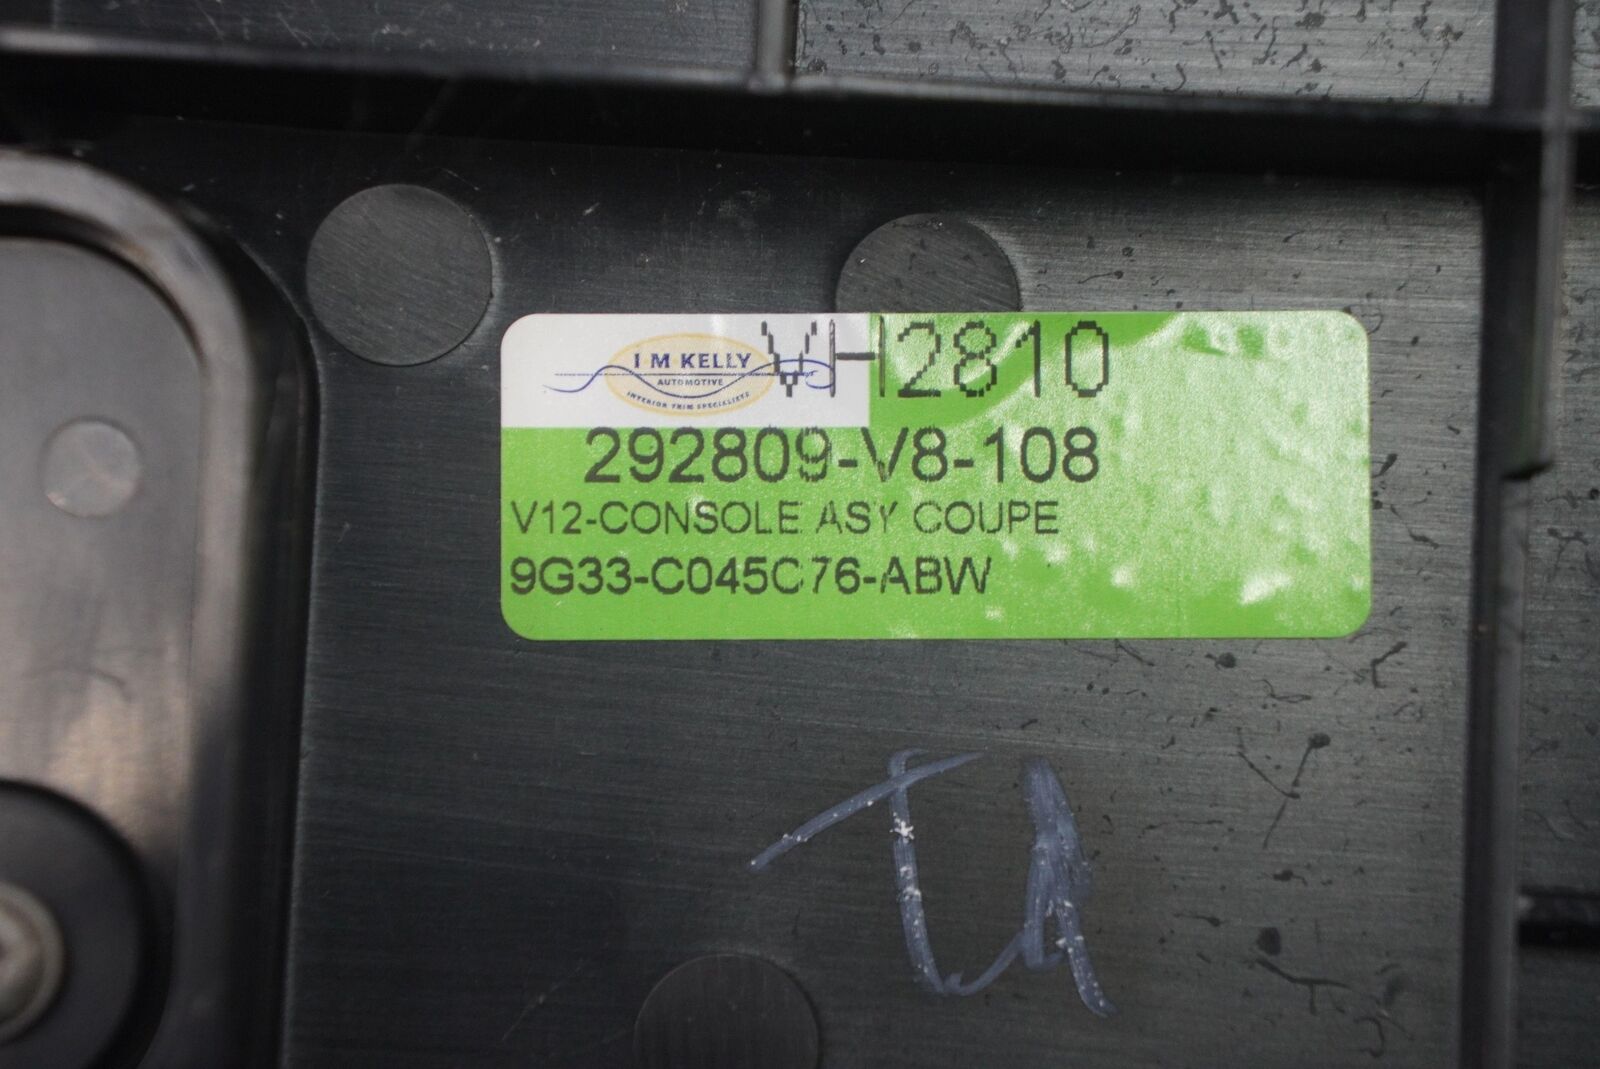 I M KELLY
AUTOMOTIVE
INTERIOR TRIM SPECIALISTS
VH2810
292809-V8-108
V12-CONSOLE ASY COUPE
9G33-C045C76-ABW